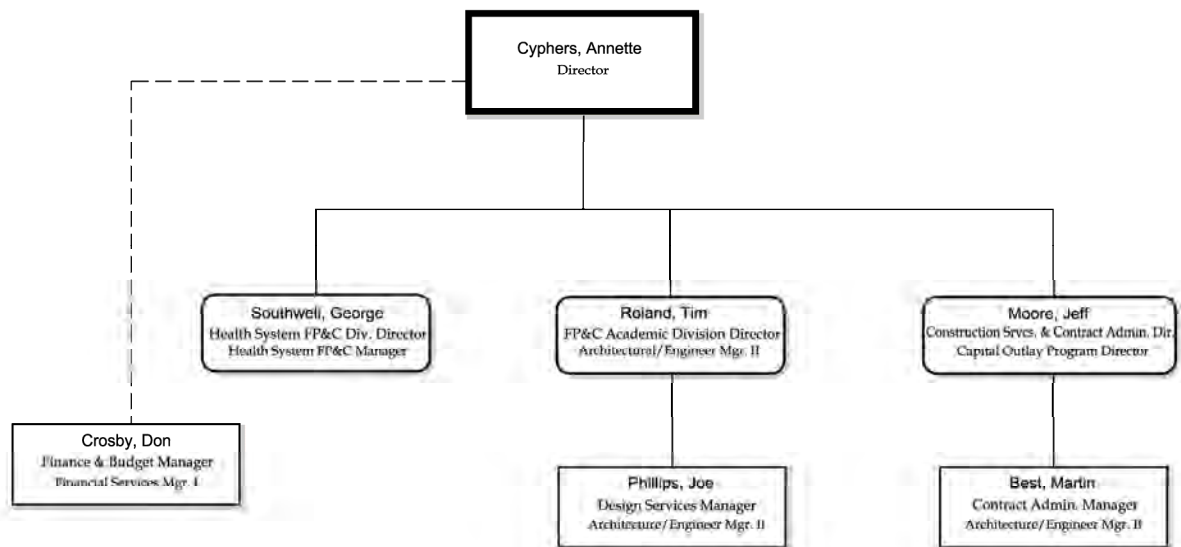 Cyphers, Annette
Director
Southwell, George
Health System FP&C Div. Director
Health System FP&C Manager
Roland, Tim
FP&C Academic Division Director
Architectural/Engineer Mgr. II
Moore, Jeff
Construction Srvcs. & Contract Admin. Dir.
Capital Outlay Program Director
Crosby, Don
Finance & Budget Manager
Financial Services Mgr. I
Phillips, Joe
Design Services Manager
Architecture/Engineer Mgr. II
Best, Martin
Contract Admin. Manager
Architecture/Engineer Mgr. II